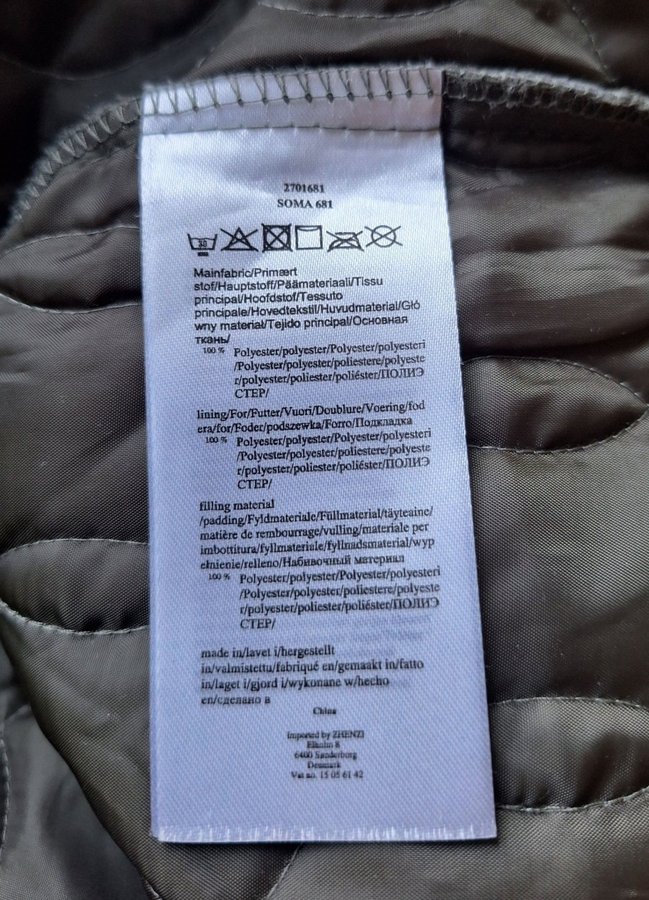 2701681
SOMA 681
30
Mainfabric/Primært
stof/Hauptstoff/Päämateriaali/Tissu
principal/Hoofdstof/Tessuto
principale/Hovedtekstil/Huvudmaterial/Głó
wny material/Tejido principal/Основная
ткань/
100 % Polyester/polyester/Polyester/polyesteri
/Polyester/polyester/poliestere/polyeste
r/polyester/poliester/poliéster/ПОЛИЭ
СТЕР/
lining/For/Futter/Vuori/Doublure/Voering/fod
era/for/Foder/podszewka/Forro/Подкладка
100 % Polyester/polyester/Polyester/polyesteri
/Polyester/polyester/poliestere/polyeste
r/polyester/poliester/poliéster/ПОЛИЭ
СТЕР/
filling material
/padding/Fyldmateriale/Füllmaterial/täyteaine/
matière de rembourrage/vulling/materiale per
imbottitura/fyllmateriale/fyllnadsmaterial/wyp
ełnienie/relleno/Набивочный материал
100 % Polyester/polyester/Polyester/polyesteri
/Polyester/polyester/poliestere/polyeste
r/polyester/poliester/poliéster/ПОЛИЭ
СТЕР/
made in/lavet i/hergestellt
in/valmistettu/fabriqué en/gemaakt in/fatto
in/laget i/gjord i/wykonane w/hecho
en/сделано в
China
Imported by ZHENZI
Elholm 8
6400 Sønderborg
Denmark
Vat no. 15 05 61 42